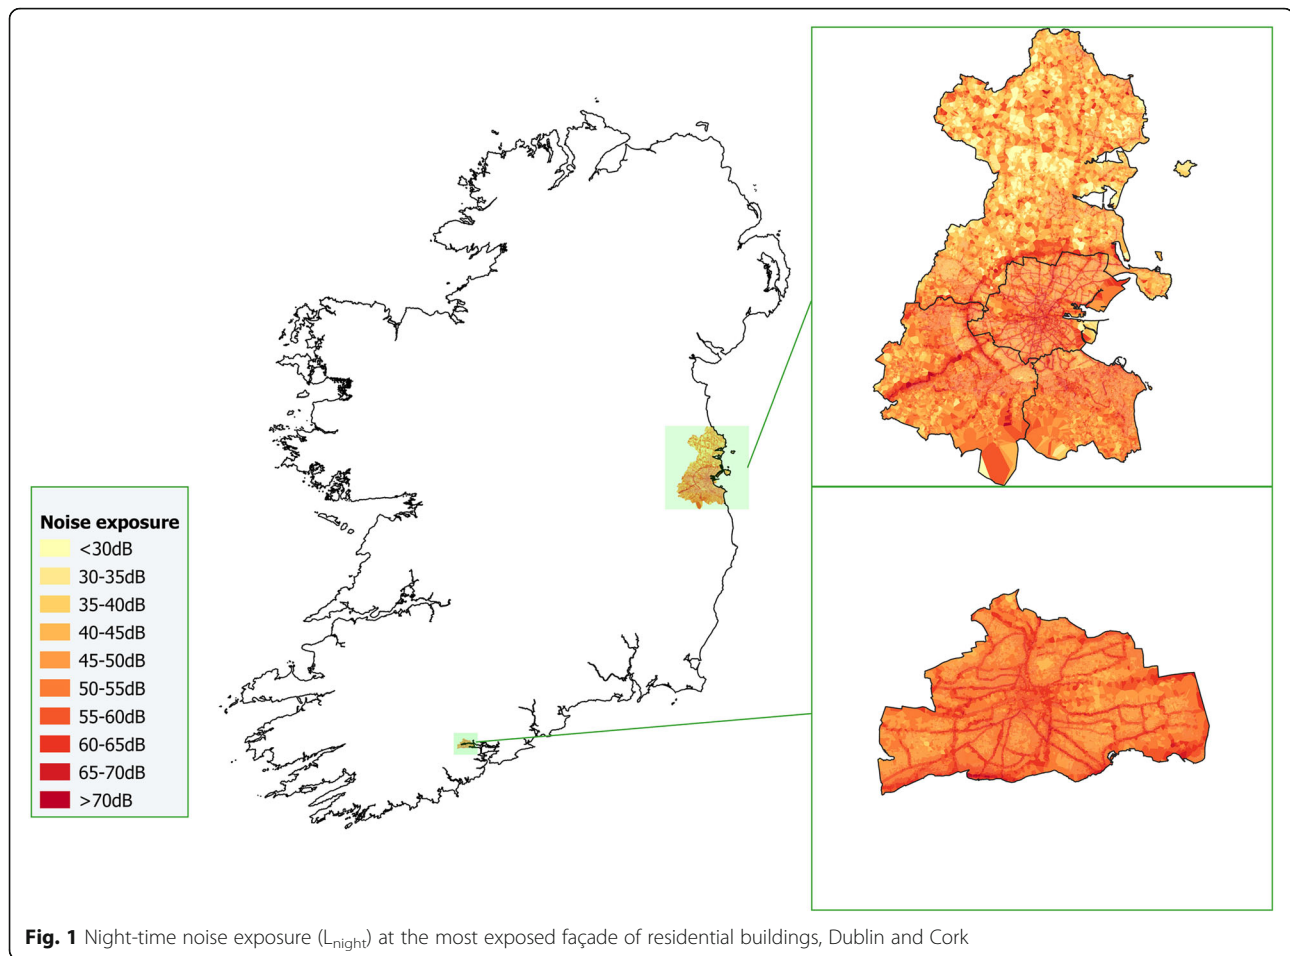 Noise exposure
<30dB
30-35dB
35-40dB
40-45dB
45-50dB
50-55dB
55-60dB
60-65dB
65-70dB
>70dB
Fig. 1 Night-time noise exposure (Lnight) at the most exposed façade of residential buildings, Dublin and Cork